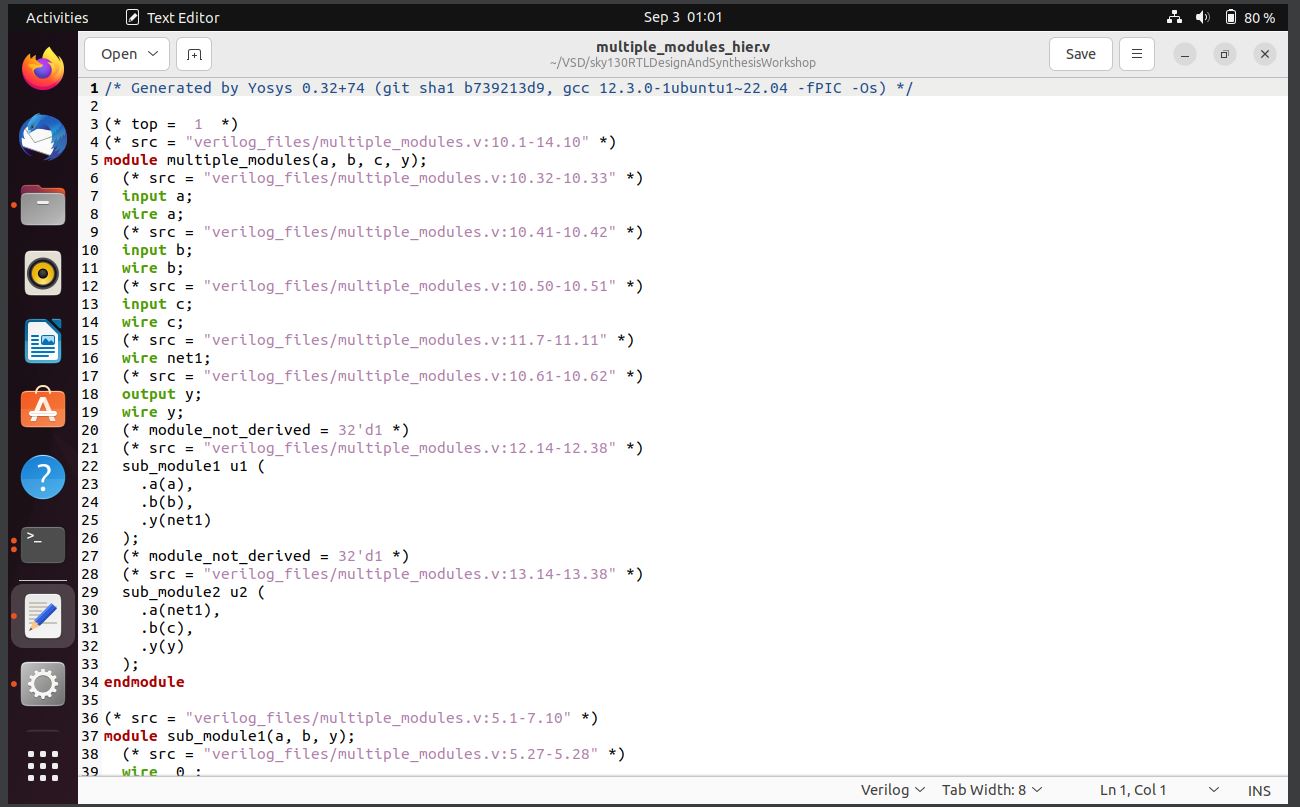 Activities Text Editor Sep 3 01:01 80 %
Open multiple_modules_hier.v Save
~/VSD/sky130RTLDesignAndSynthesisWorkshop
1 /* Generated by Yosys 0.32+74 (git sha1 b739213d9, gcc 12.3.0-1ubuntu1~22.04 -fPIC -Os) */
2
3 (* top =  1  *)
4 (* src = "verilog_files/multiple_modules.v:10.1-14.10" *)
5 module multiple_modules(a, b, c, y);
6   (* src = "verilog_files/multiple_modules.v:10.32-10.33" *)
7   input a;
8   wire a;
9   (* src = "verilog_files/multiple_modules.v:10.41-10.42" *)
10   input b;
11   wire b;
12   (* src = "verilog_files/multiple_modules.v:10.50-10.51" *)
13   input c;
14   wire c;
15   (* src = "verilog_files/multiple_modules.v:11.7-11.11" *)
16   wire net1;
17   (* src = "verilog_files/multiple_modules.v:10.61-10.62" *)
18   output y;
19   wire y;
20   (* module_not_derived = 32'd1 *)
21   (* src = "verilog_files/multiple_modules.v:12.14-12.38" *)
22   sub_module1 u1 (
23     .a(a),
24     .b(b),
25     .y(net1)
26   );
27   (* module_not_derived = 32'd1 *)
28   (* src = "verilog_files/multiple_modules.v:13.14-13.38" *)
29   sub_module2 u2 (
30     .a(net1),
31     .b(c),
32     .y(y)
33   );
34 endmodule
35
36 (* src = "verilog_files/multiple_modules.v:5.1-7.10" *)
37 module sub_module1(a, b, y);
38   (* src = "verilog_files/multiple_modules.v:5.27-5.28" *)
39   wire
Verilog Tab Width: 8 Ln 1, Col 1 INS